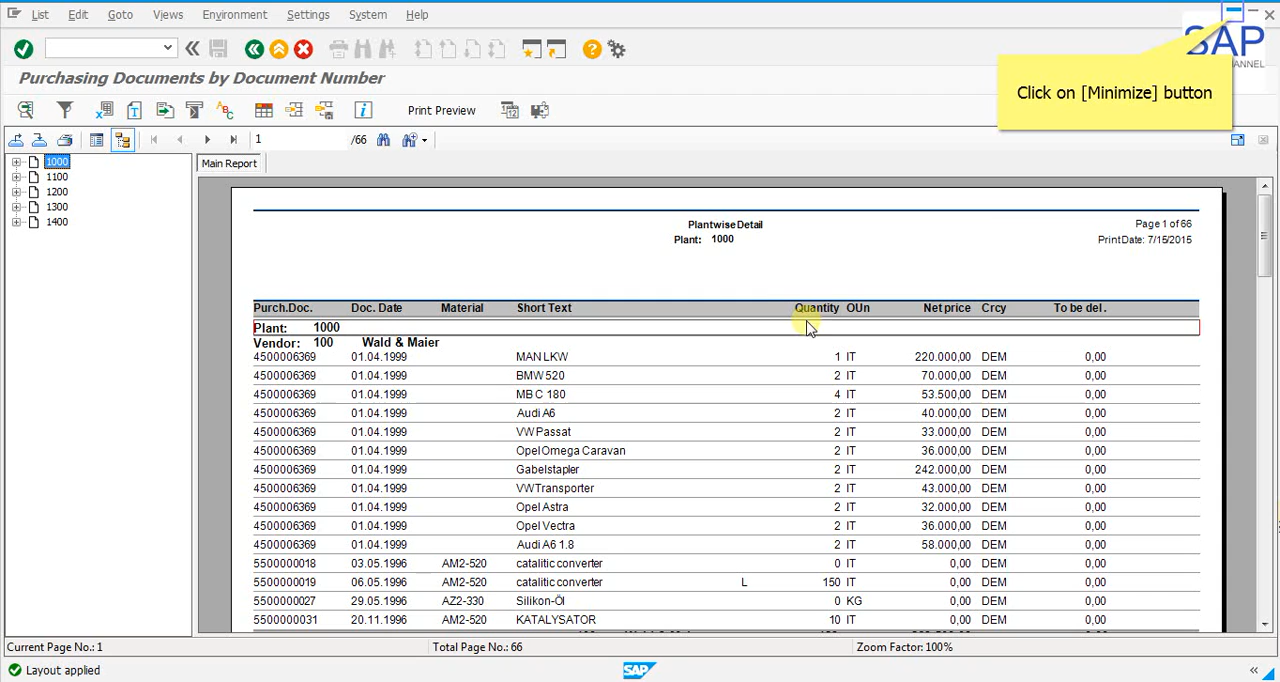 List Edit Goto Views Environment Settings System Help
SAP
CHANNEL
Click on [Minimize] button
Purchasing Documents by Document Number
Print Preview
1 /66
1000
1100
1200
1300
1400
Main Report
Plantwise Detail
Page 1 of 66
Plant: 1000
Print Date: 7/15/2015
Purch.Doc. Doc. Date Material Short Text Quantity OUn Net price Crcy To be del.
Plant: 1000
Vendor: 100 Wald & Maier
4500006369 01.04.1999 MAN LKW 1 IT 220.000,00 DEM 0,00
4500006369 01.04.1999 BMW 520 2 IT 70.000,00 DEM 0,00
4500006369 01.04.1999 MB C 180 4 IT 53.500,00 DEM 0,00
4500006369 01.04.1999 Audi A6 2 IT 40.000,00 DEM 0,00
4500006369 01.04.1999 VW Passat 2 IT 33.000,00 DEM 0,00
4500006369 01.04.1999 Opel Omega Caravan 2 IT 36.000,00 DEM 0,00
4500006369 01.04.1999 Gabelstapler 2 IT 242.000,00 DEM 0,00
4500006369 01.04.1999 VW Transporter 2 IT 43.000,00 DEM 0,00
4500006369 01.04.1999 Opel Astra 2 IT 32.000,00 DEM 0,00
4500006369 01.04.1999 Opel Vectra 2 IT 36.000,00 DEM 0,00
4500006369 01.04.1999 Audi A6 1.8 2 IT 58.000,00 DEM 0,00
5500000018 03.05.1996 AM2-520 catalitic converter 0 IT 0,00 DEM 0,00
5500000019 06.05.1996 AM2-520 catalitic converter L 150 IT 0,00 DEM 0,00
5500000027 29.05.1996 AZ2-330 Silikon-Öl 0 KG 0,00 DEM 0,00
5500000031 20.11.1996 AM2-520 KATALYSATOR 10 IT 0,00 DEM 0,00
Current Page No.: 1 Total Page No.: 66 Zoom Factor: 100%
Layout applied
SAP